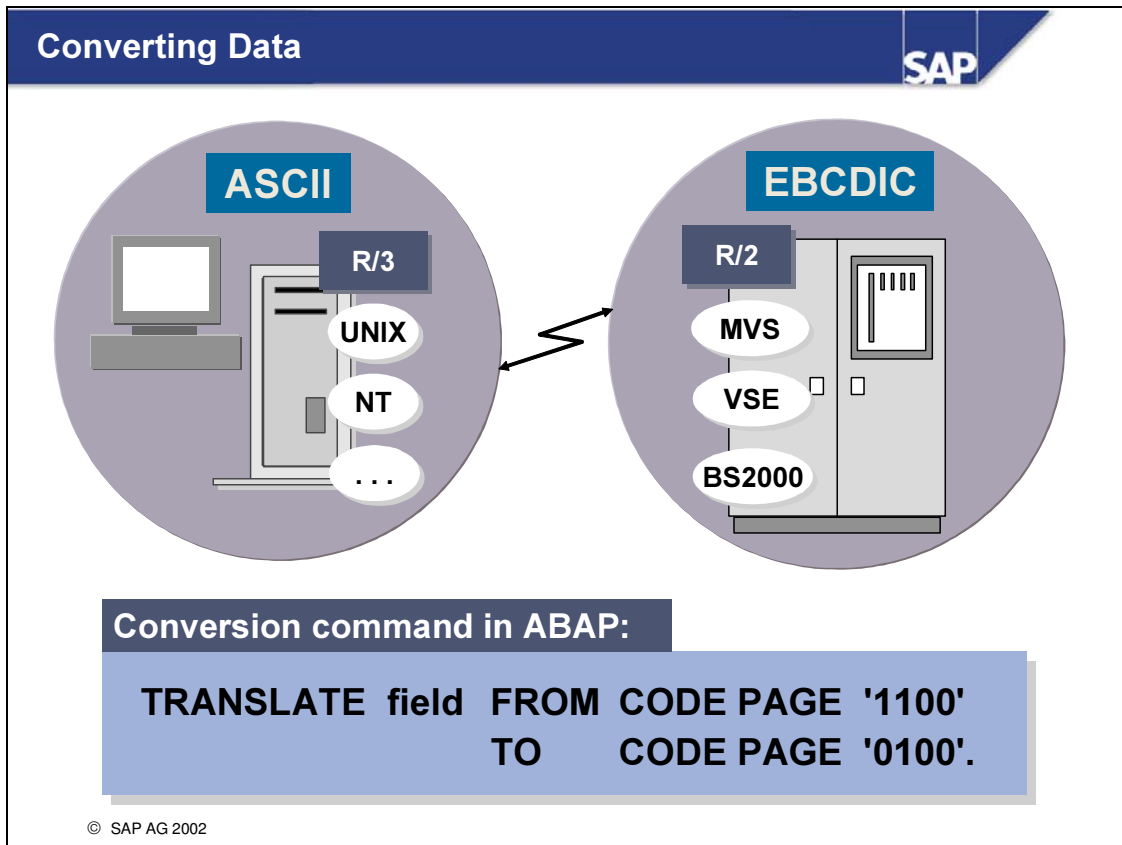 Converting Data
SAP
ASCII
EBCDIC
R/3
R/2
UNIX
MVS
NT
VSE
. . .
BS2000
Conversion command in ABAP:
TRANSLATE field FROM CODE PAGE '1100'
TO CODE PAGE '0100'.
© SAP AG 2002